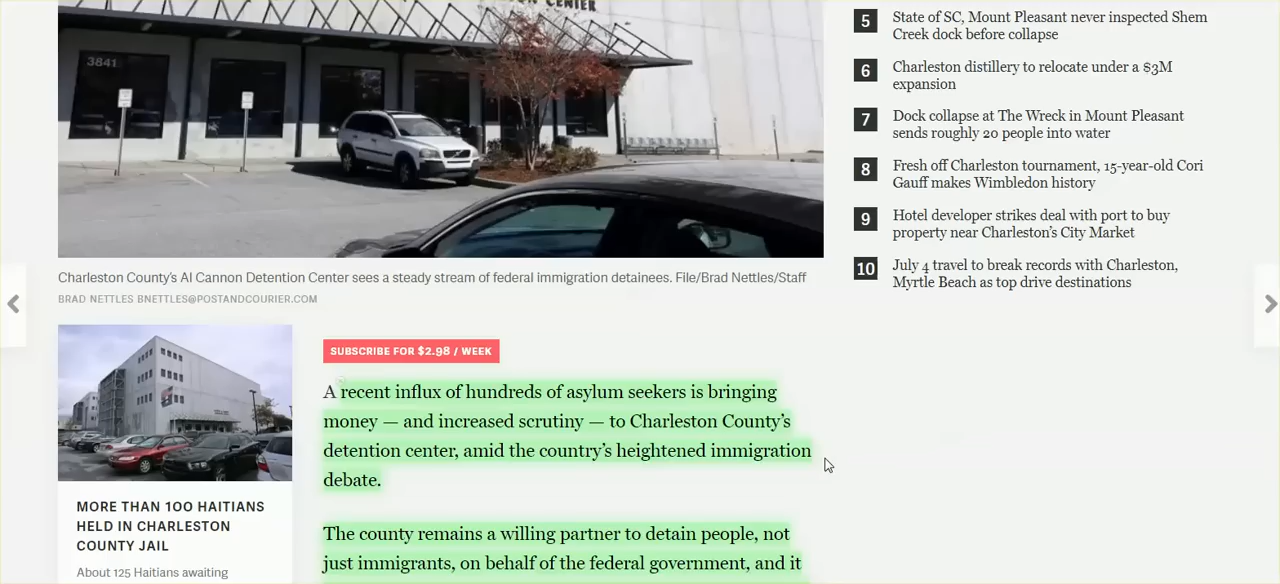 CENTER
3841
Charleston County's Al Cannon Detention Center sees a steady stream of federal immigration detainees. File/Brad Nettles/Staff
BRAD NETTLES BNETTLES@POSTANDCOURIER.COM
MORE THAN 100 HAITIANS
HELD IN CHARLESTON
COUNTY JAIL
About 125 Haitians awaiting
SUBSCRIBE FOR $2.98 / WEEK
A recent influx of hundreds of asylum seekers is bringing
money — and increased scrutiny — to Charleston County's
detention center, amid the country's heightened immigration
debate.
The county remains a willing partner to detain people, not
just immigrants, on behalf of the federal government, and it
5 State of SC, Mount Pleasant never inspected Shem
Creek dock before collapse
6 Charleston distillery to relocate under a $3M
expansion
7 Dock collapse at The Wreck in Mount Pleasant
sends roughly 20 people into water
8 Fresh off Charleston tournament, 15-year-old Cori
Gauff makes Wimbledon history
9 Hotel developer strikes deal with port to buy
property near Charleston's City Market
10 July 4 travel to break records with Charleston,
Myrtle Beach as top drive destinations